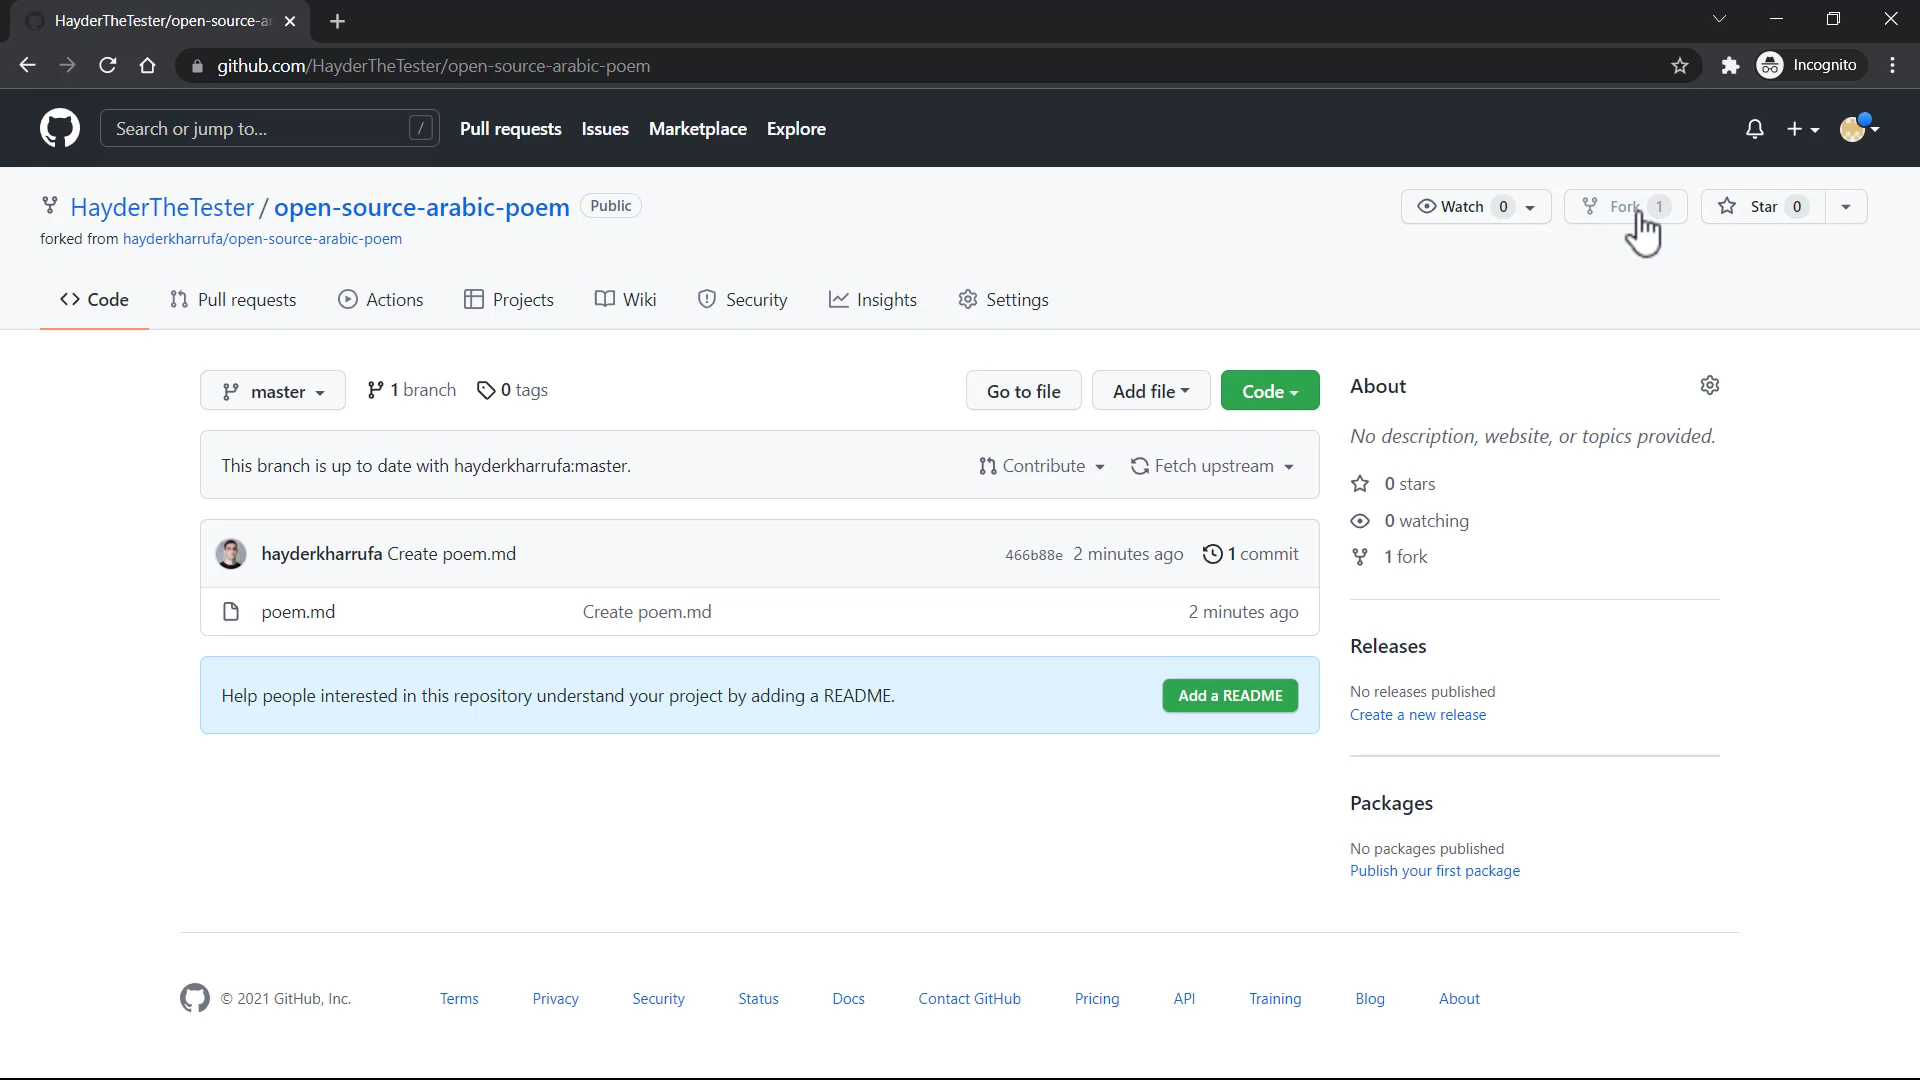 HayderTheTester/open-source-ar
github.com/HayderTheTester/open-source-arabic-poem
Incognito
Search or jump to...
/
Pull requests
Issues
Marketplace
Explore
HayderTheTester / open-source-arabic-poem
Public
Watch 0
Fork 1
Star 0
forked from hayderkharrufa/open-source-arabic-poem
<> Code
Pull requests
Actions
Projects
Wiki
Security
Insights
Settings
master
1 branch
0 tags
Go to file
Add file
Code
This branch is up to date with hayderkharrufa:master.
Contribute
Fetch upstream
hayderkharrufa Create poem.md
466b88e 2 minutes ago
1 commit
poem.md
Create poem.md
2 minutes ago
Help people interested in this repository understand your project by adding a README.
Add a README
About
No description, website, or topics provided.
0 stars
0 watching
1 fork
Releases
No releases published
Create a new release
Packages
No packages published
Publish your first package
© 2021 GitHub, Inc.
Terms
Privacy
Security
Status
Docs
Contact GitHub
Pricing
API
Training
Blog
About